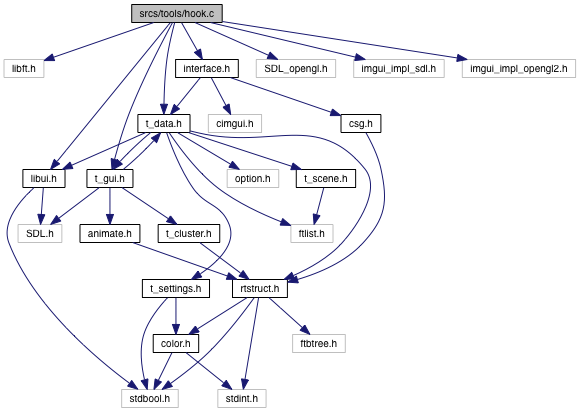 srcs/tools/hook.c
libft.h
interface.h
SDL_opengl.h
imgui_impl_sdl.h
imgui_impl_opengl2.h
t_data.h
cimgui.h
csg.h
libui.h
t_gui.h
option.h
t_scene.h
SDL.h
animate.h
t_cluster.h
ftlist.h
t_settings.h
rtstruct.h
color.h
ftbtree.h
stdbool.h
stdint.h